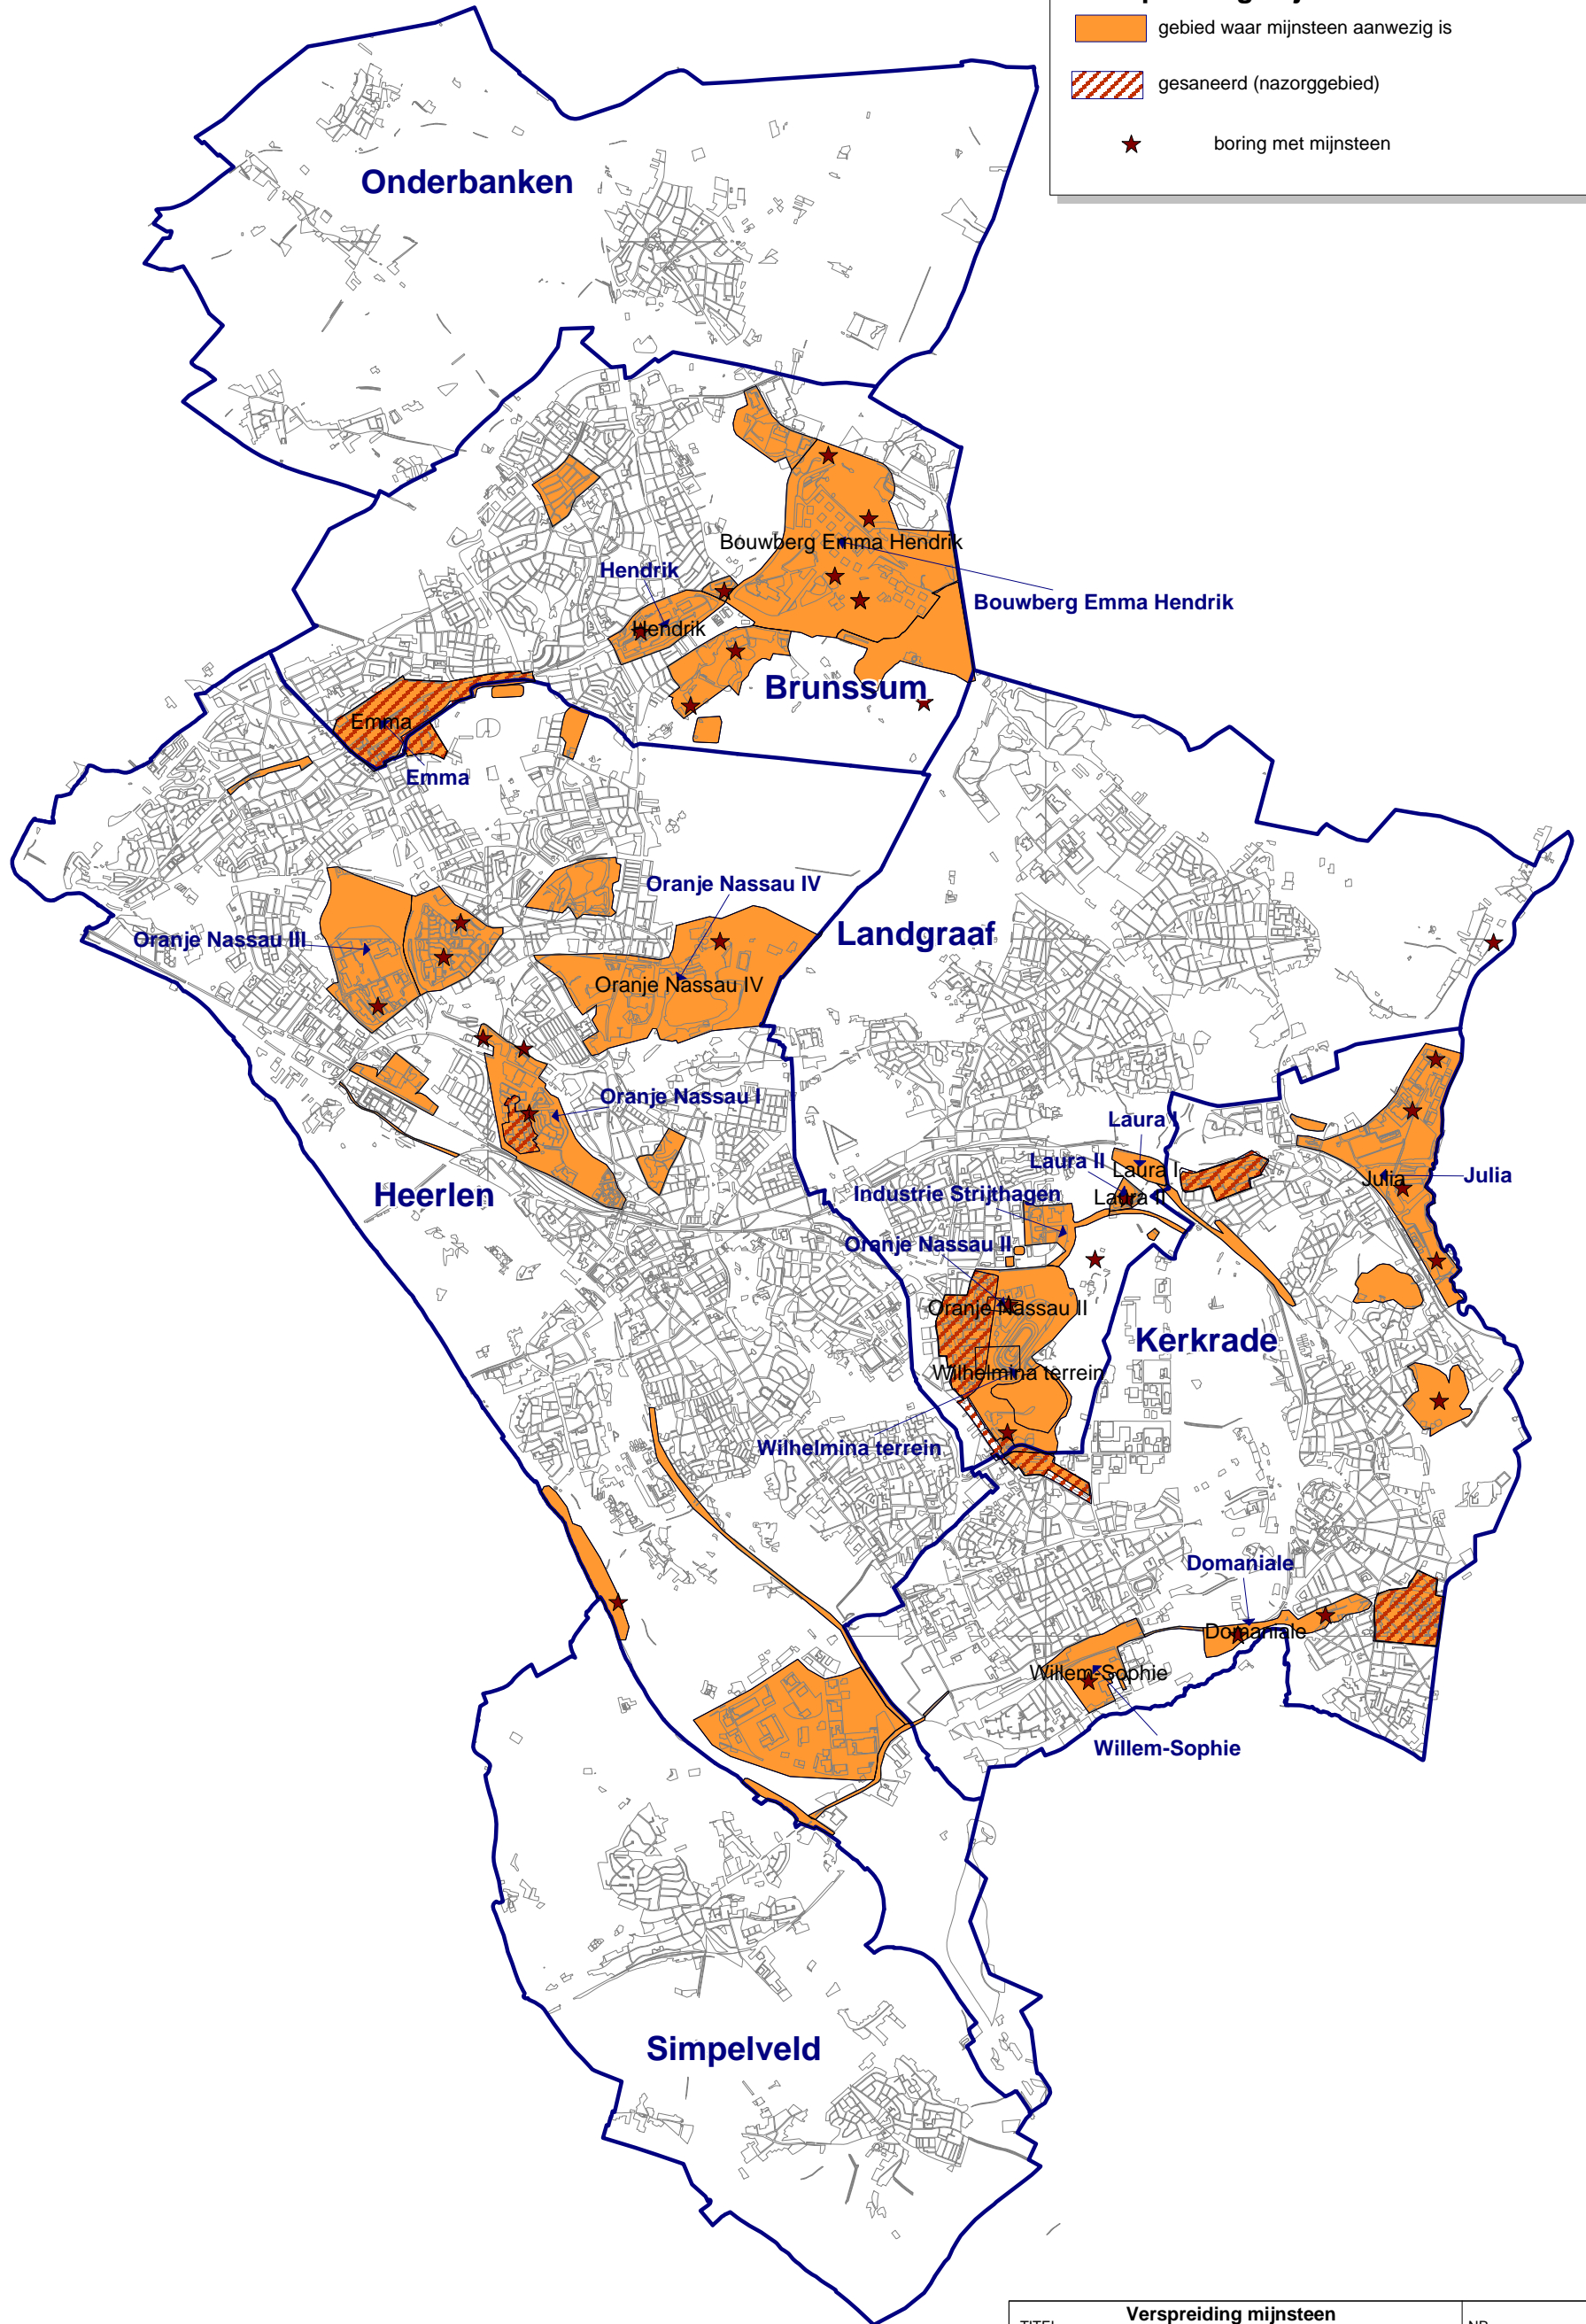 gebied waar mijnsteen aanwezig is
gesaneerd (nazorggebied)
boring met mijnsteen
Onderbanken
Bouwberg Emma Hendrik
Hendrik
Bouwberg Emma Hendrik
Hendrik
Brunssum
Emma
Emma
Oranje Nassau IV
Landgraaf
Oranje Nassau III
Oranje Nassau IV
Oranje Nassau I
Laura I
Laura II
Laura I
Julia
Julia
Heerlen
Industrie Strijthagen
Laura II
Oranje Nassau II
Oranje Nassau II
Kerkrade
Wilhelmina terrein
Wilhelmina terrein
Domaniale
Domaniale
Willem-Sophie
Willem-Sophie
Simpelveld
Verspreiding mijnsteen